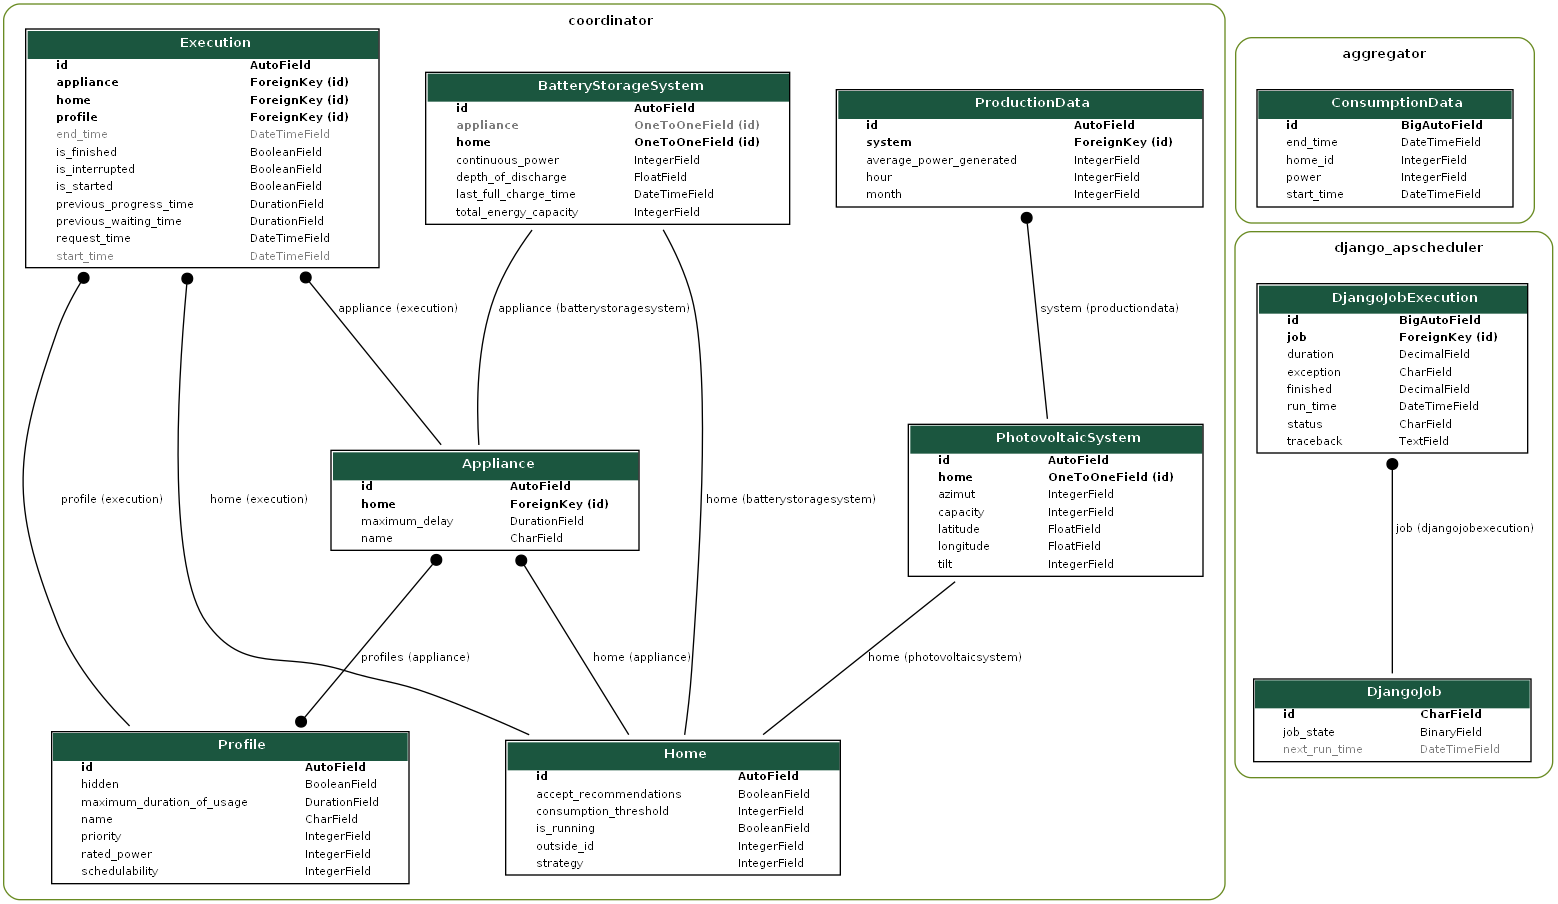 coordinator
Execution
id AutoField
appliance ForeignKey (id)
home ForeignKey (id)
profile ForeignKey (id)
end_time DateTimeField
is_finished BooleanField
is_interrupted BooleanField
is_started BooleanField
previous_progress_time DurationField
previous_waiting_time DurationField
request_time DateTimeField
start_time DateTimeField
BatteryStorageSystem
id AutoField
appliance OneToOneField (id)
home OneToOneField (id)
continuous_power IntegerField
depth_of_discharge FloatField
last_full_charge_time DateTimeField
total_energy_capacity IntegerField
ProductionData
id AutoField
system ForeignKey (id)
average_power_generated IntegerField
hour IntegerField
month IntegerField
appliance (execution)
appliance (batterystoragesystem)
system (productiondata)
profile (execution)
home (execution)
Appliance
id AutoField
home ForeignKey (id)
maximum_delay DurationField
name CharField
home (batterystoragesystem)
PhotovoltaicSystem
id AutoField
home OneToOneField (id)
azimut IntegerField
capacity IntegerField
latitude FloatField
longitude FloatField
tilt IntegerField
profiles (appliance)
home (appliance)
home (photovoltaicsystem)
Profile
id AutoField
hidden BooleanField
maximum_duration_of_usage DurationField
name CharField
priority IntegerField
rated_power IntegerField
schedulability IntegerField
Home
id AutoField
accept_recommendations BooleanField
consumption_threshold IntegerField
is_running BooleanField
outside_id IntegerField
strategy IntegerField
aggregator
ConsumptionData
id BigAutoField
end_time DateTimeField
home_id IntegerField
power IntegerField
start_time DateTimeField
django_apscheduler
DjangoJobExecution
id BigAutoField
job ForeignKey (id)
duration DecimalField
exception CharField
finished DecimalField
run_time DateTimeField
status CharField
traceback TextField
job (djangojobexecution)
DjangoJob
id CharField
job_state BinaryField
next_run_time DateTimeField